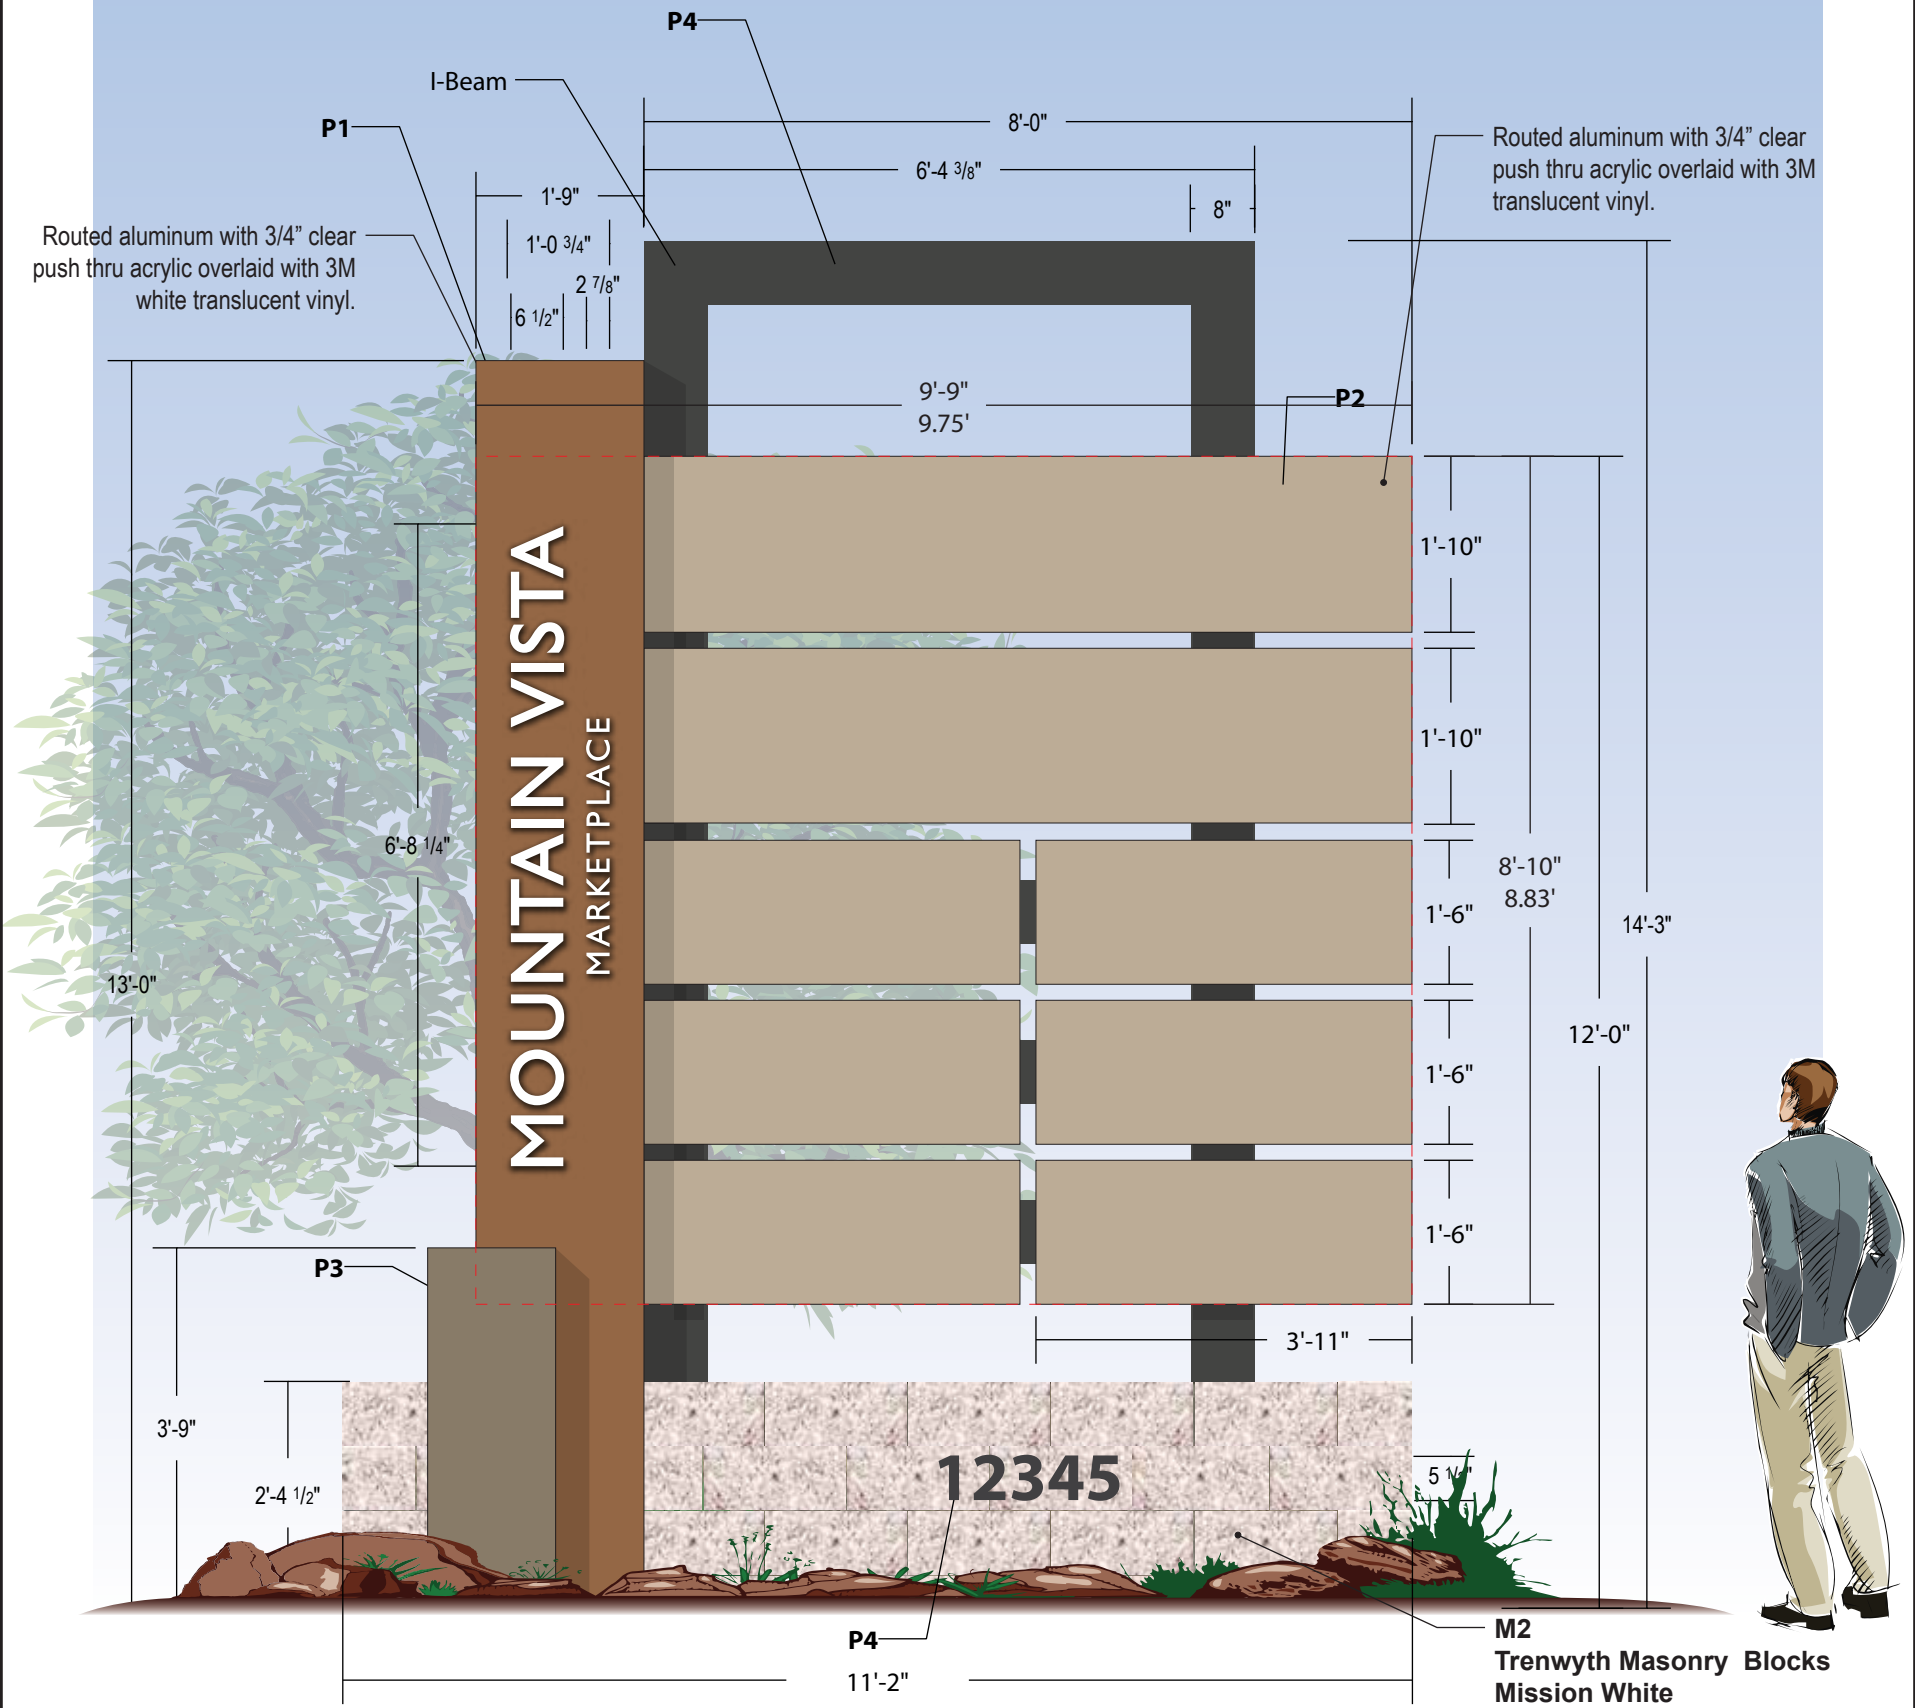 P4
I-Beam
P1
8'-0"
Routed aluminum with 3/4” clear
push thru acrylic overlaid with 3M
translucent vinyl.
6'-4 3/8"
1'-9"
8"
Routed aluminum with 3/4” clear
push thru acrylic overlaid with 3M
white translucent vinyl.
1'-0 3/4"
2 7/8"
6 1/2"
9'-9"
9.75'
P2
1'-10"
MOUNTAIN VISTA
MARKETPLACE
1'-10"
6'-8 1/4"
8'-10"
8.83'
1'-6"
14'-3"
13'-0"
12'-0"
1'-6"
1'-6"
P3
3'-11"
3'-9"
2'-4 1/2"
12345
P4
11'-2"
M2
Trenwyth Masonry Blocks
Mission White